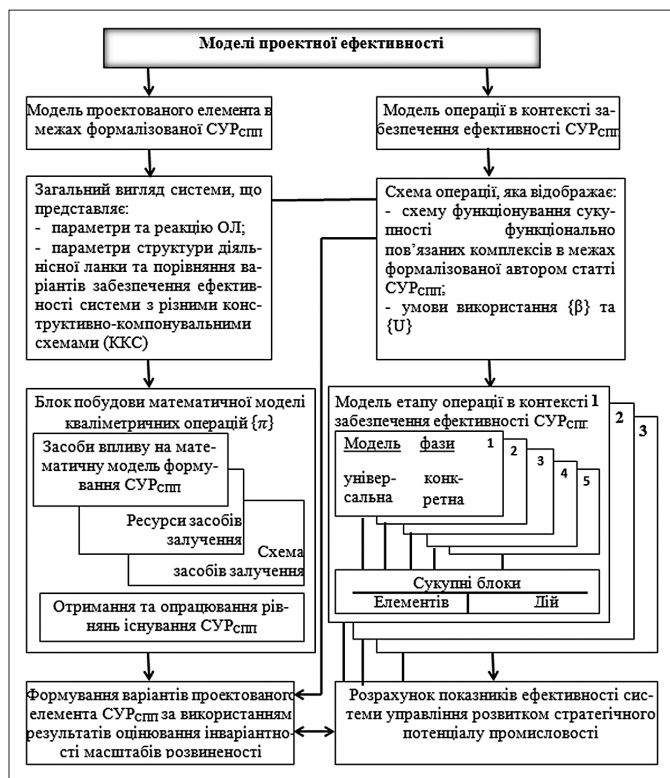 Моделі проектної ефективності
Модель проектованого елемента в
межах формалізованої СУРСПП
Модель операції в контексті за-
безпечення ефективності СУРСПП
Загальний вигляд системи, що
представляє:
- параметри та реакцію ОЛ;
- параметри структури діяль-
нісної ланки та порівняння ва-
ріантів забезпечення ефектив-
ності системи з різними конс-
труктивно-компонувальними
схемами (ККС)
Схема операції, яка відображає:
- схему функціонування суку-
пності функціонально
пов’язаних комплексів в межах
формалізованої автором статті
СУРСПП;
- умови використання {β} та
{U}
Блок побудови математичної моделі
кваліметричних операцій {π}
Засоби впливу на мате-
матичну модель форму-
вання СУРСПП
Ресурси засобів
залучення
Схема
засобів залучення
Отримання та опрацювання рів-
нянь існування СУРСПП
Модель етапу операції в контексті 1
забезпечення ефективності СУРСПП
2
3
Модель фази 1
2
3
4
5
універ- конк-
сальна ретна
Сукупні блоки
Елементів Дій
Формування варіантів проектованого
елемента СУРСПП за використанням
результатів оцінювання інваріантно-
сті масштабів розвиненості
Розрахунок показників ефективності сис-
теми управління розвитком стратегічного
потенціалу промисловості